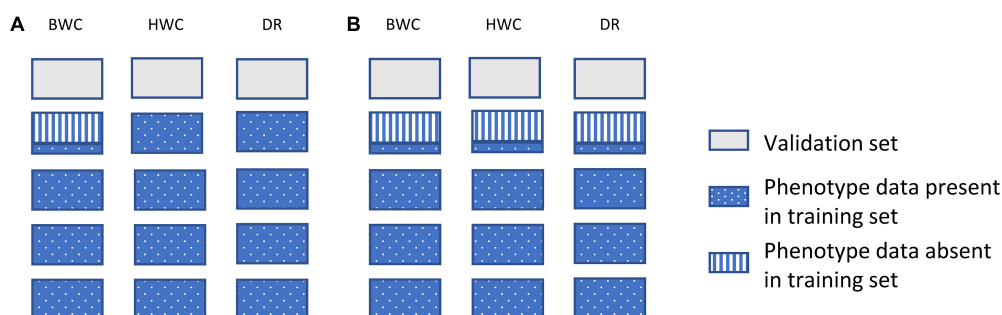 A BWC HWC DR B BWC HWC DR
Validation set
Phenotype data present
in training set
Phenotype data absent
in training set